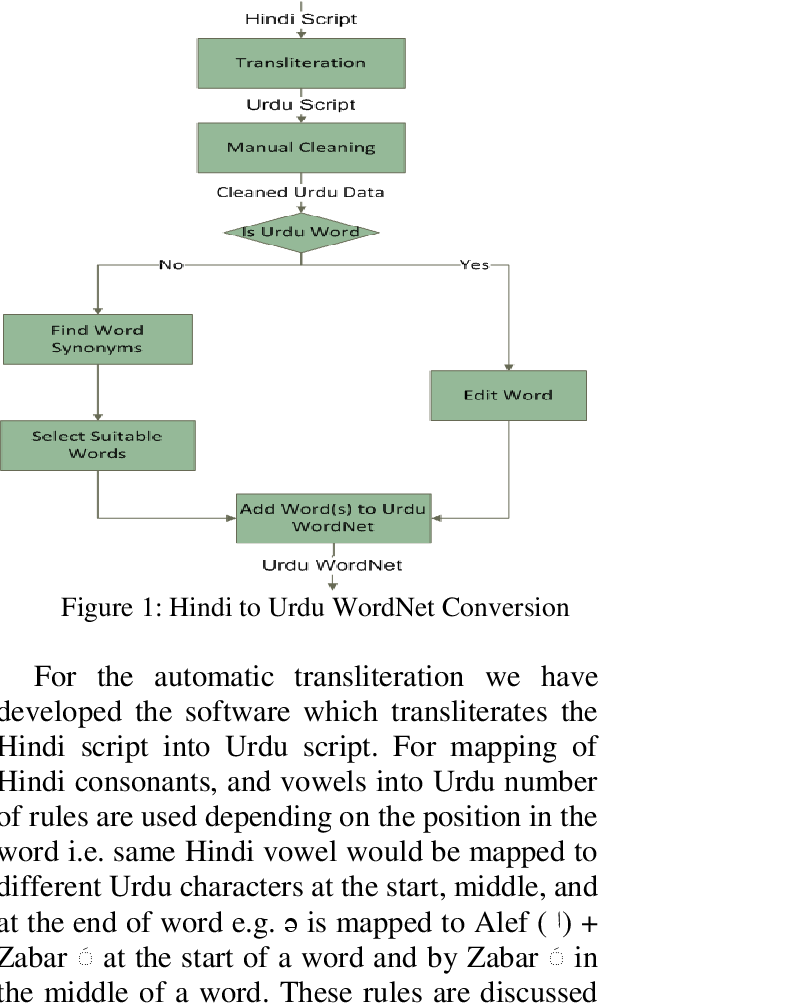 Hindi Script
Transliteration
Urdu Script
Manual Cleaning
Cleaned Urdu Data
Is Urdu Word
No
Yes
Find Word
Synonyms
Edit Word
Select Suitable
Words
Add Word(s) to Urdu
WordNet
Urdu WordNet
Figure 1: Hindi to Urdu WordNet Conversion
For the automatic transliteration we have
developed the software which transliterates the
Hindi script into Urdu script. For mapping of
Hindi consonants, and vowels into Urdu number
of rules are used depending on the position in the
word i.e. same Hindi vowel would be mapped to
different Urdu characters at the start, middle, and
at the end of word e.g. ə is mapped to Alef ( ا) +
Zabar ◌َ at the start of a word and by Zabar ◌َ in
the middle of a word. These rules are discussed